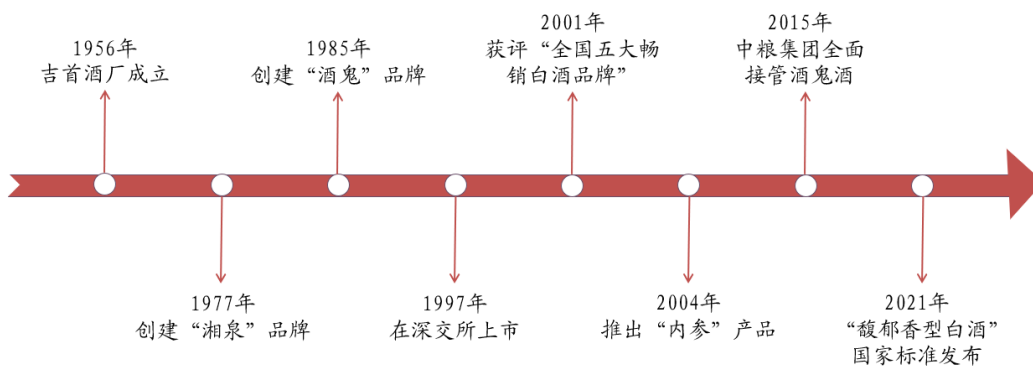 1956年
吉首酒厂成立
1985年
创建“酒鬼”品牌
2001年
获评“全国五大畅
销白酒品牌”
2015年
中粮集团全面
接管酒鬼酒
1977年
创建“湘泉”品牌
1997年
在深交所上市
2004年
推出“内参”产品
2021年
“馥郁香型白酒”
国家标准发布